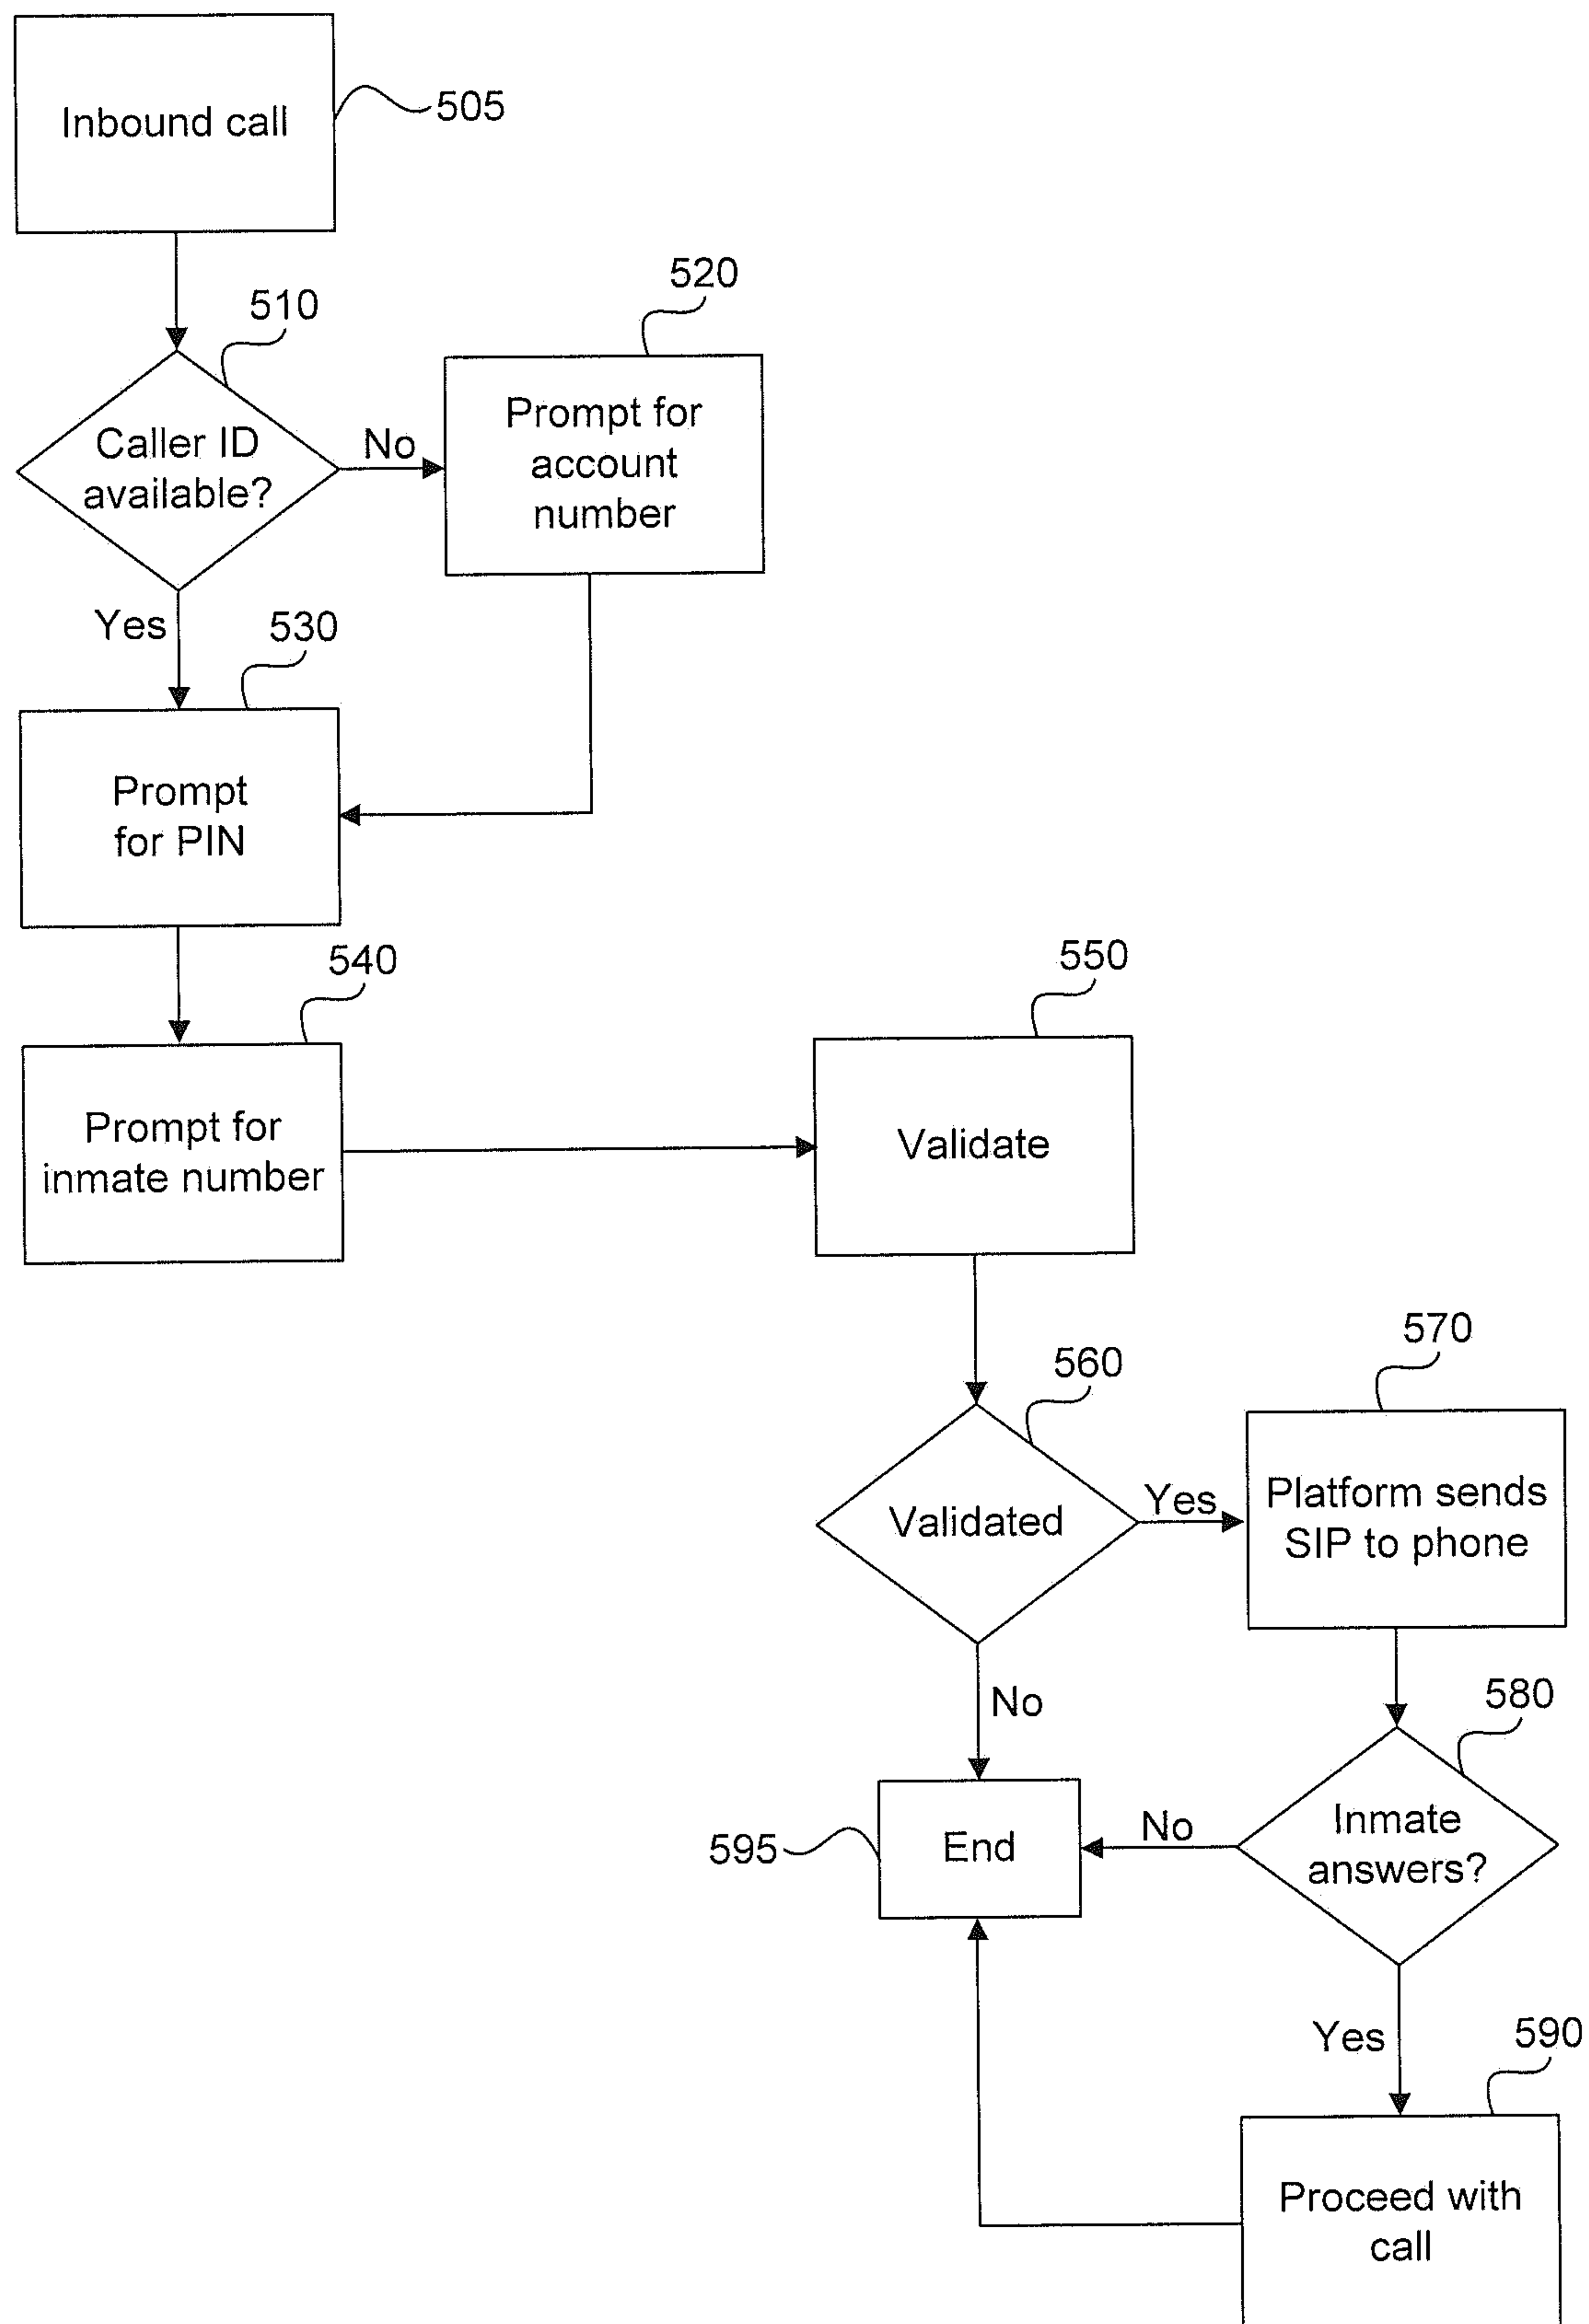 Inbound call
505
510
Caller ID
available?
No
520
Prompt for
account
number
Yes
530
Prompt
for PIN
540
Prompt for
inmate number
550
Validate
560
Validated
Yes
570
Platform sends
SIP to phone
No
580
Inmate
answers?
No
595
End
Yes
590
Proceed with
call